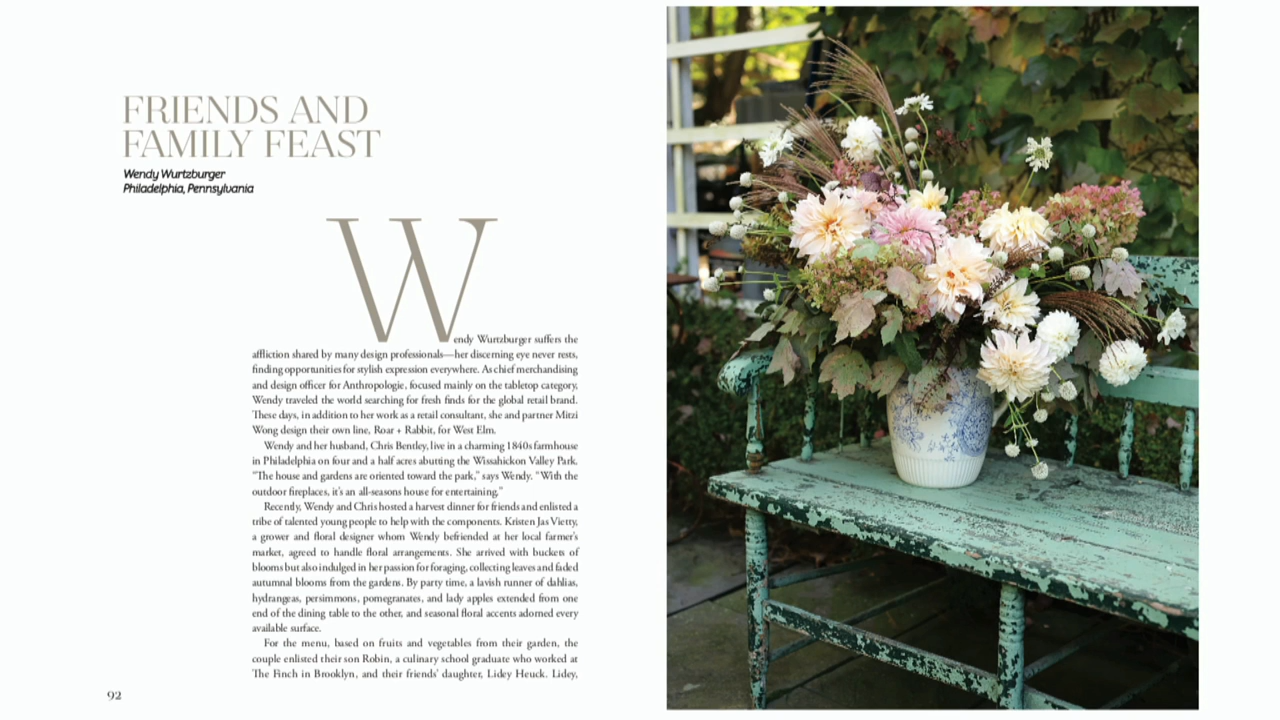 FRIENDS AND
FAMILY FEAST
Wendy Wurtzburger
Philadelphia, Pennsylvania
Wendy Wurtzburger suffers the
affliction shared by many design professionals—her discerning eye never rests,
finding opportunities for stylish expression everywhere. As chief merchandising
and design officer for Anthropologie, focused mainly on the tabletop category,
Wendy traveled the world searching for fresh finds for the global retail brand.
These days, in addition to her work as a retail consultant, she and partner Mitzi
Wong design their own line, Roar + Rabbit, for West Elm.
Wendy and her husband, Chris Bentley, live in a charming 1840s farmhouse
in Philadelphia on four and a half acres abutting the Wissahickon Valley Park.
“The house and gardens are oriented toward the park,” says Wendy. “With the
outdoor fireplaces, it’s an all-seasons house for entertaining.”
Recently, Wendy and Chris hosted a harvest dinner for friends and enlisted a
tribe of talented young people to help with the components. Kristen Jas Vietty,
a grower and floral designer whom Wendy befriended at her local farmer’s
market, agreed to handle floral arrangements. She arrived with buckets of
blooms but also indulged in her passion for foraging, collecting leaves and faded
autumnal blooms from the gardens. By party time, a lavish runner of dahlias,
hydrangeas, persimmons, pomegranates, and lady apples extended from one
end of the dining table to the other, and seasonal floral accents adorned every
available surface.
For the menu, based on fruits and vegetables from their garden, the
couple enlisted their son Robin, a culinary school graduate who worked at
The Finch in Brooklyn, and their friends’ daughter, Lidey Heuck. Lidey,
92